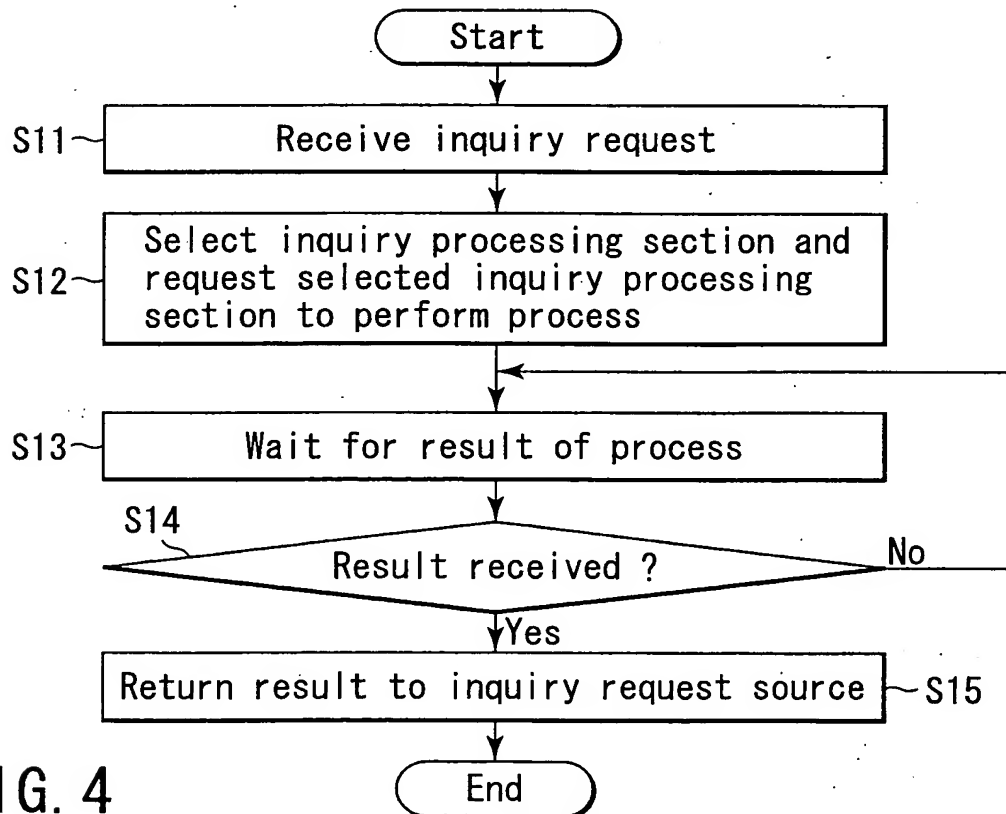 Start
S11
Receive inquiry request
S12
Select inquiry processing section and
request selected inquiry processing
section to perform process
S13
Wait for result of process
S14
Result received ?
No
Yes
Return result to inquiry request source
S15
End
IG. 4